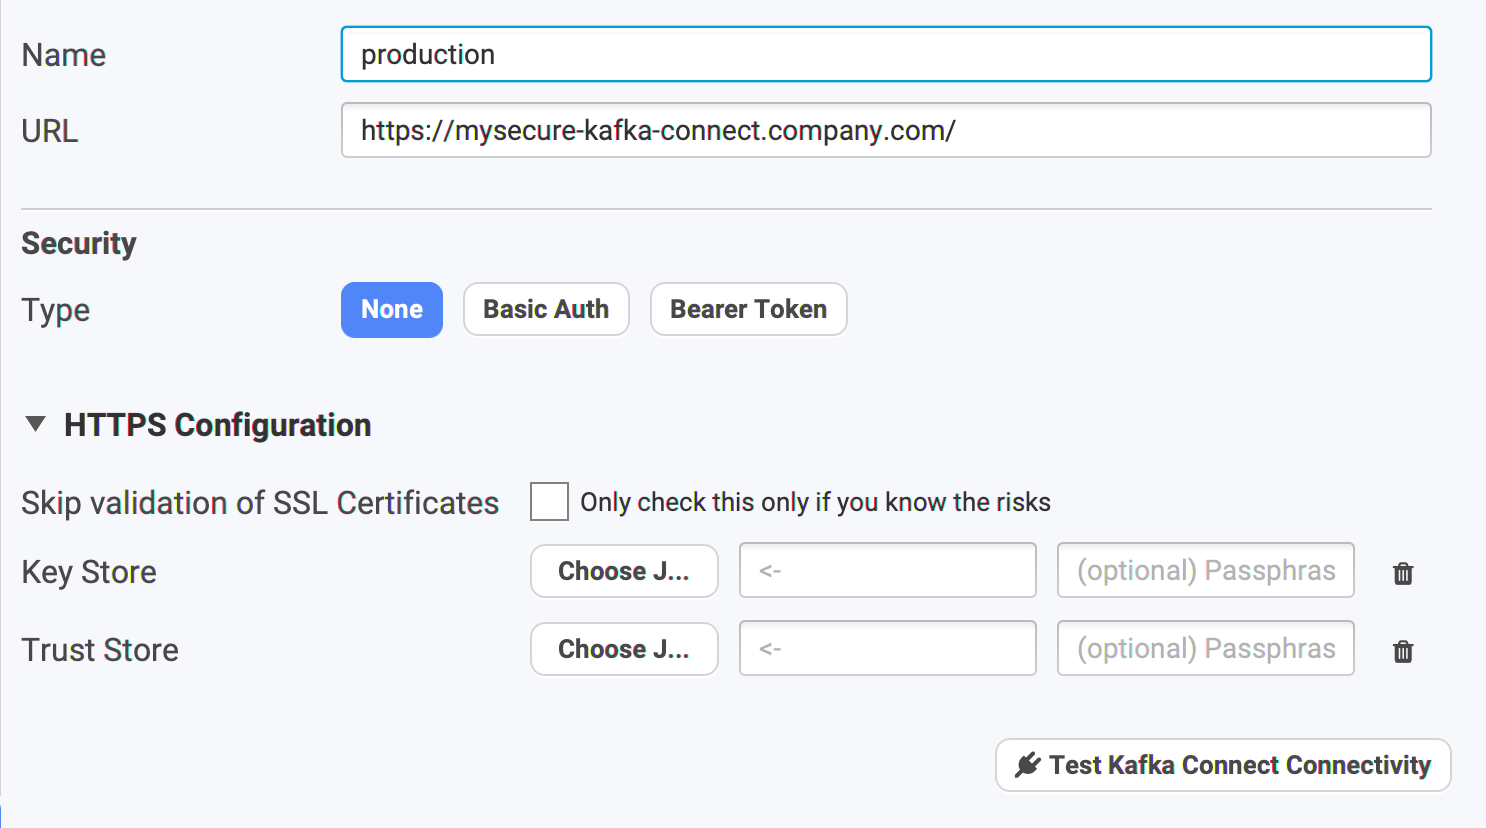 Name production
URL https://mysecure-kafka-connect.company.com/
Security
Type None Basic Auth Bearer Token
HTTPS Configuration
Skip validation of SSL Certificates Only check this only if you know the risks
Key Store Choose J... <- (optional) Passphras
Trust Store Choose J... <- (optional) Passphras
Test Kafka Connect Connectivity